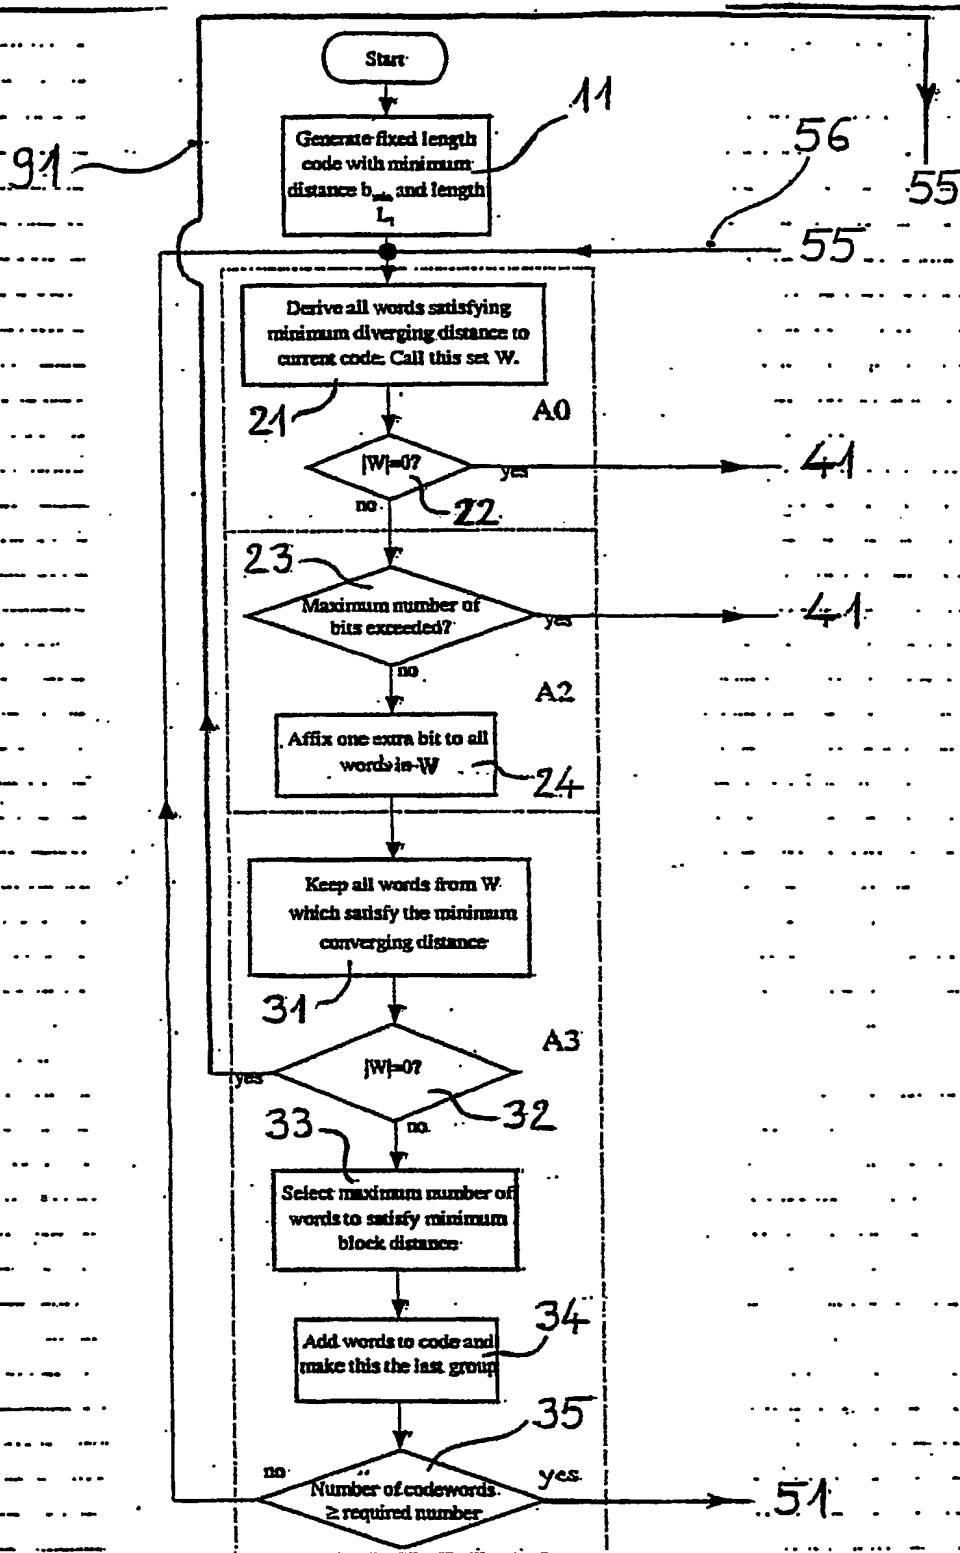 Start
11
Generate fixed length
code with minimum
distance b_min and length
L_1
91
56
55
55
Derive all words satisfying
minimum diverging distance to
current code. Call this set W.
21
A0
|W|=0?
yes
41
22
no
23
Maximum number of
bits exceeded?
yes
41
no
A2
Affix one extra bit to all
words in W
24
Keep all words from W
which satisfy the minimum
converging distance
31
A3
|W|=0?
yes
32
no
33
Select maximum number of
words to satisfy minimum
block distance
34
Add words to code and
make this the last group
35
no
yes
Number of codewords
≥ required number
51